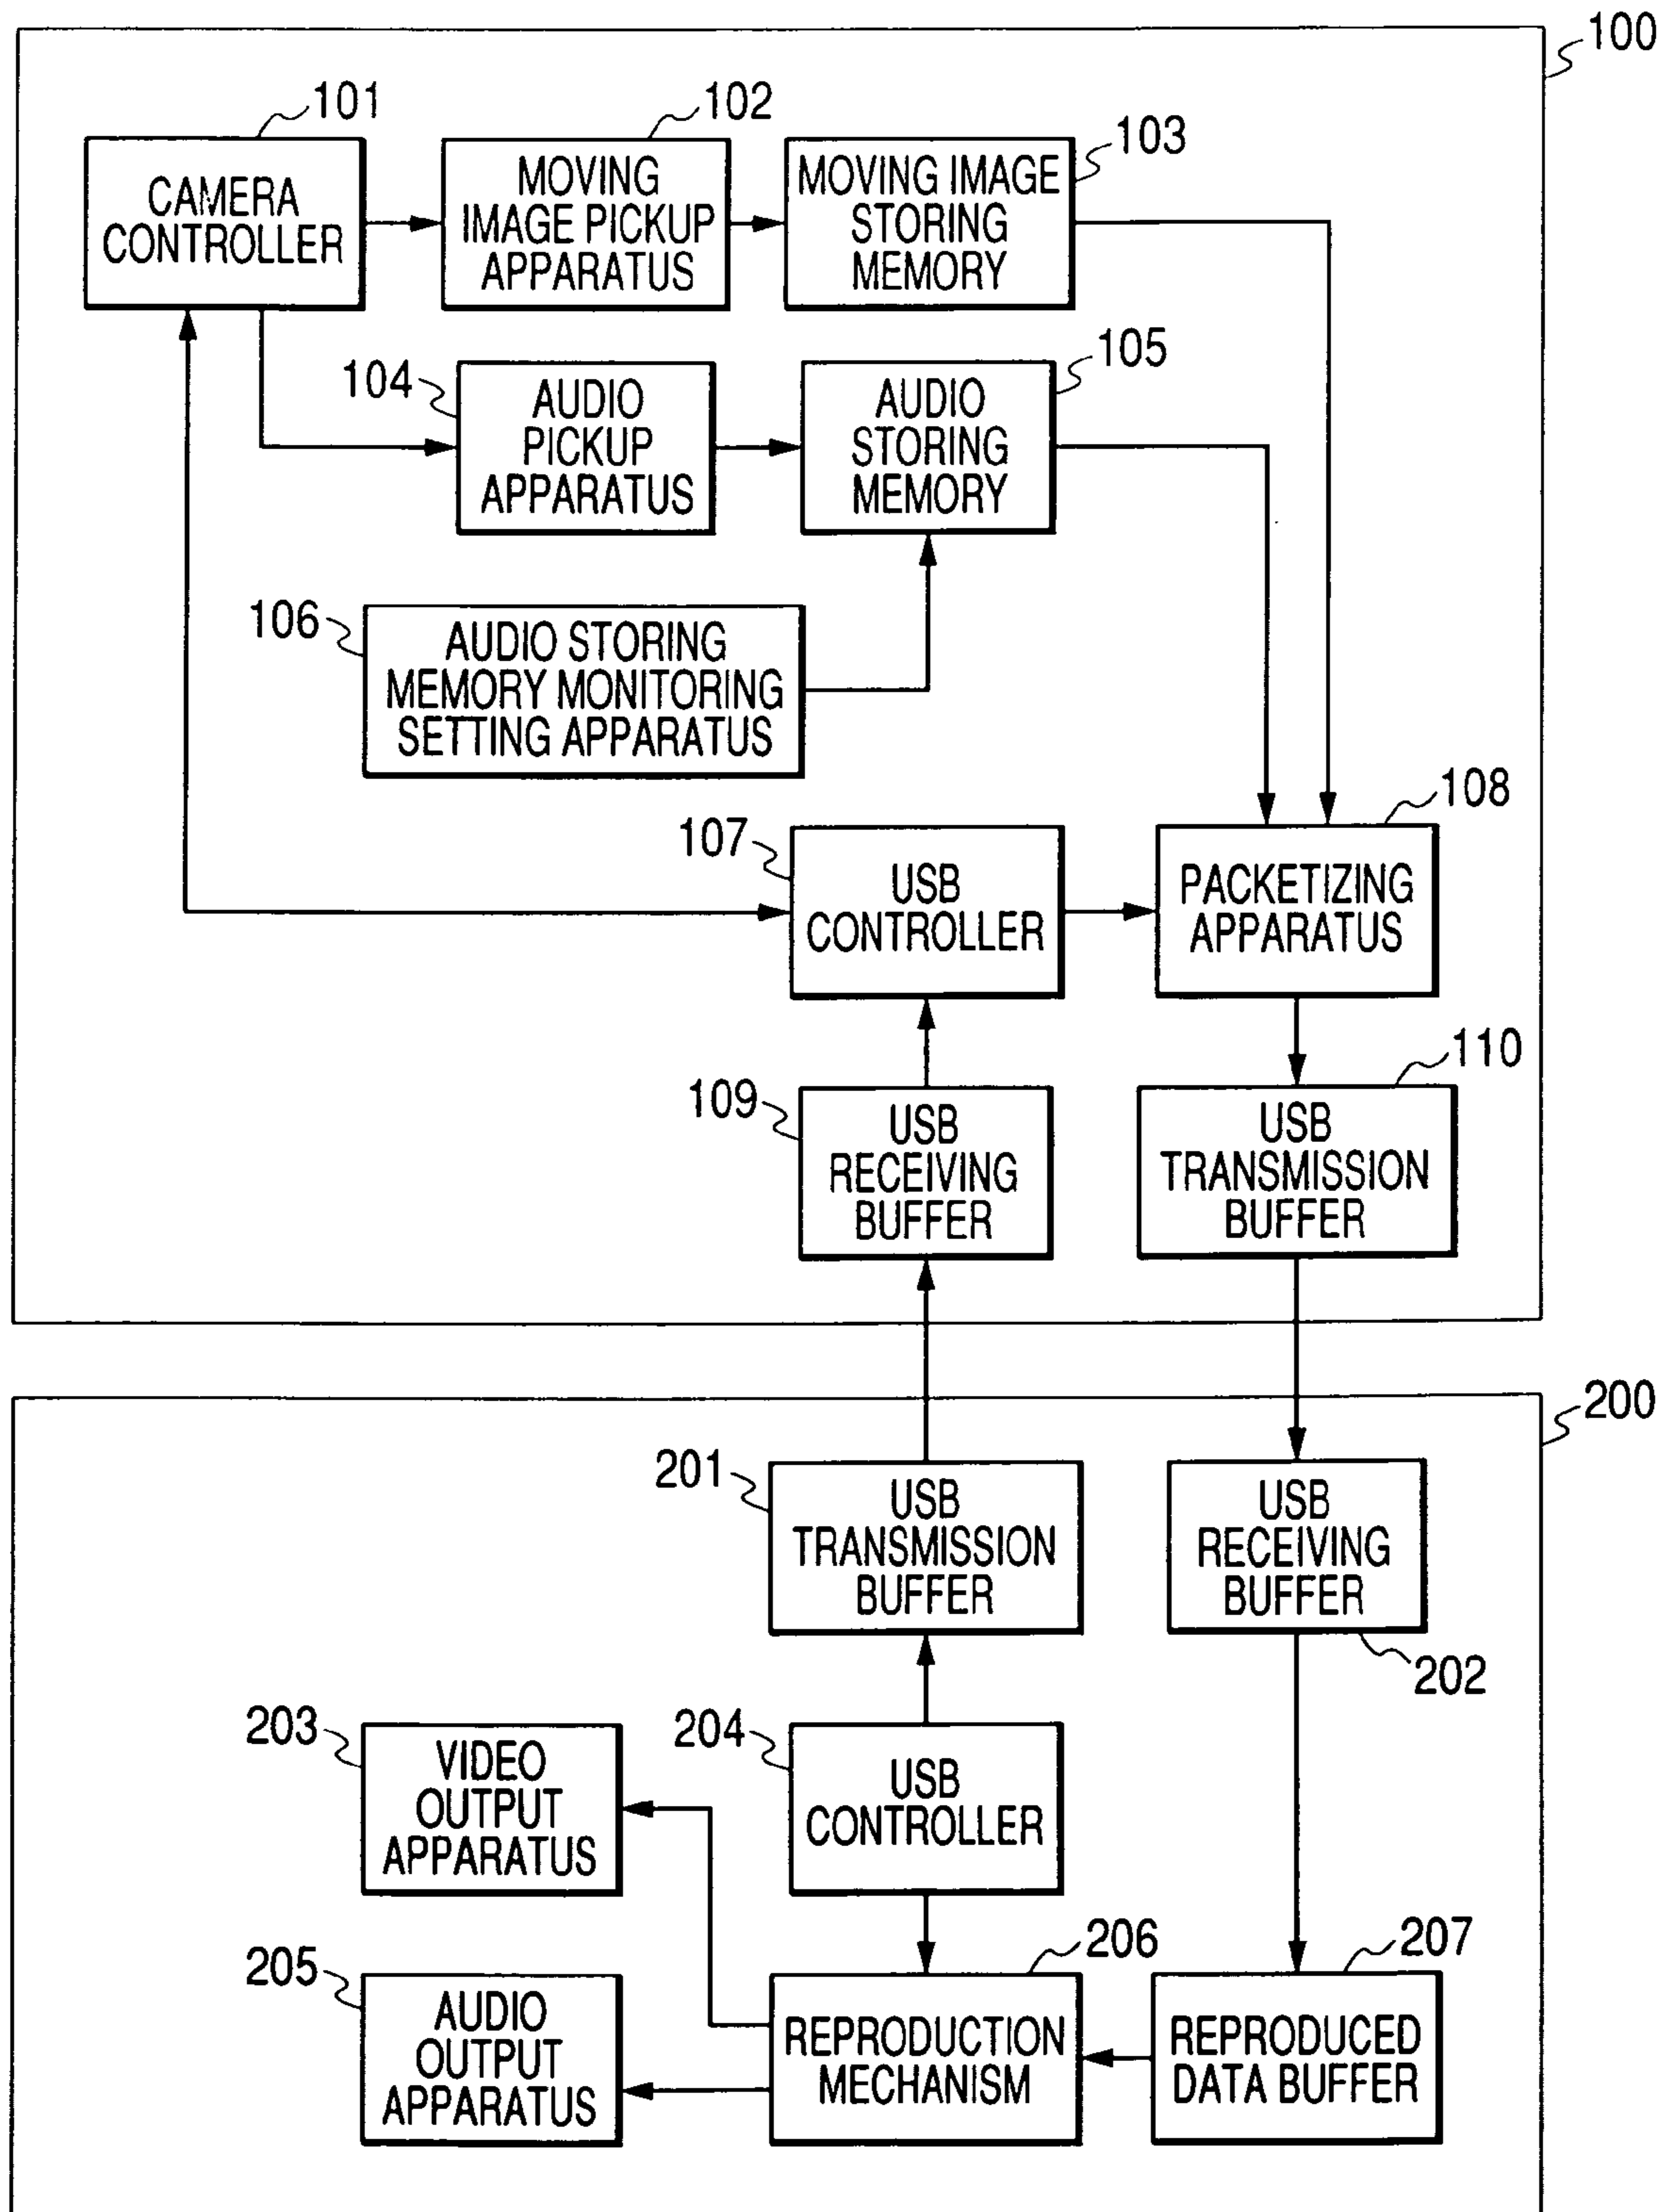 100
101
CAMERA
CONTROLLER
102
MOVING
IMAGE PICKUP
APPARATUS
103
MOVING IMAGE
STORING
MEMORY
104
AUDIO
PICKUP
APPARATUS
105
AUDIO
STORING
MEMORY
106
AUDIO STORING
MEMORY MONITORING
SETTING APPARATUS
107
USB
CONTROLLER
108
PACKETIZING
APPARATUS
109
USB
RECEIVING
BUFFER
110
USB
TRANSMISSION
BUFFER
200
201
USB
TRANSMISSION
BUFFER
USB
RECEIVING
BUFFER
202
203
VIDEO
OUTPUT
APPARATUS
204
USB
CONTROLLER
205
AUDIO
OUTPUT
APPARATUS
206
REPRODUCTION
MECHANISM
207
REPRODUCED
DATA BUFFER